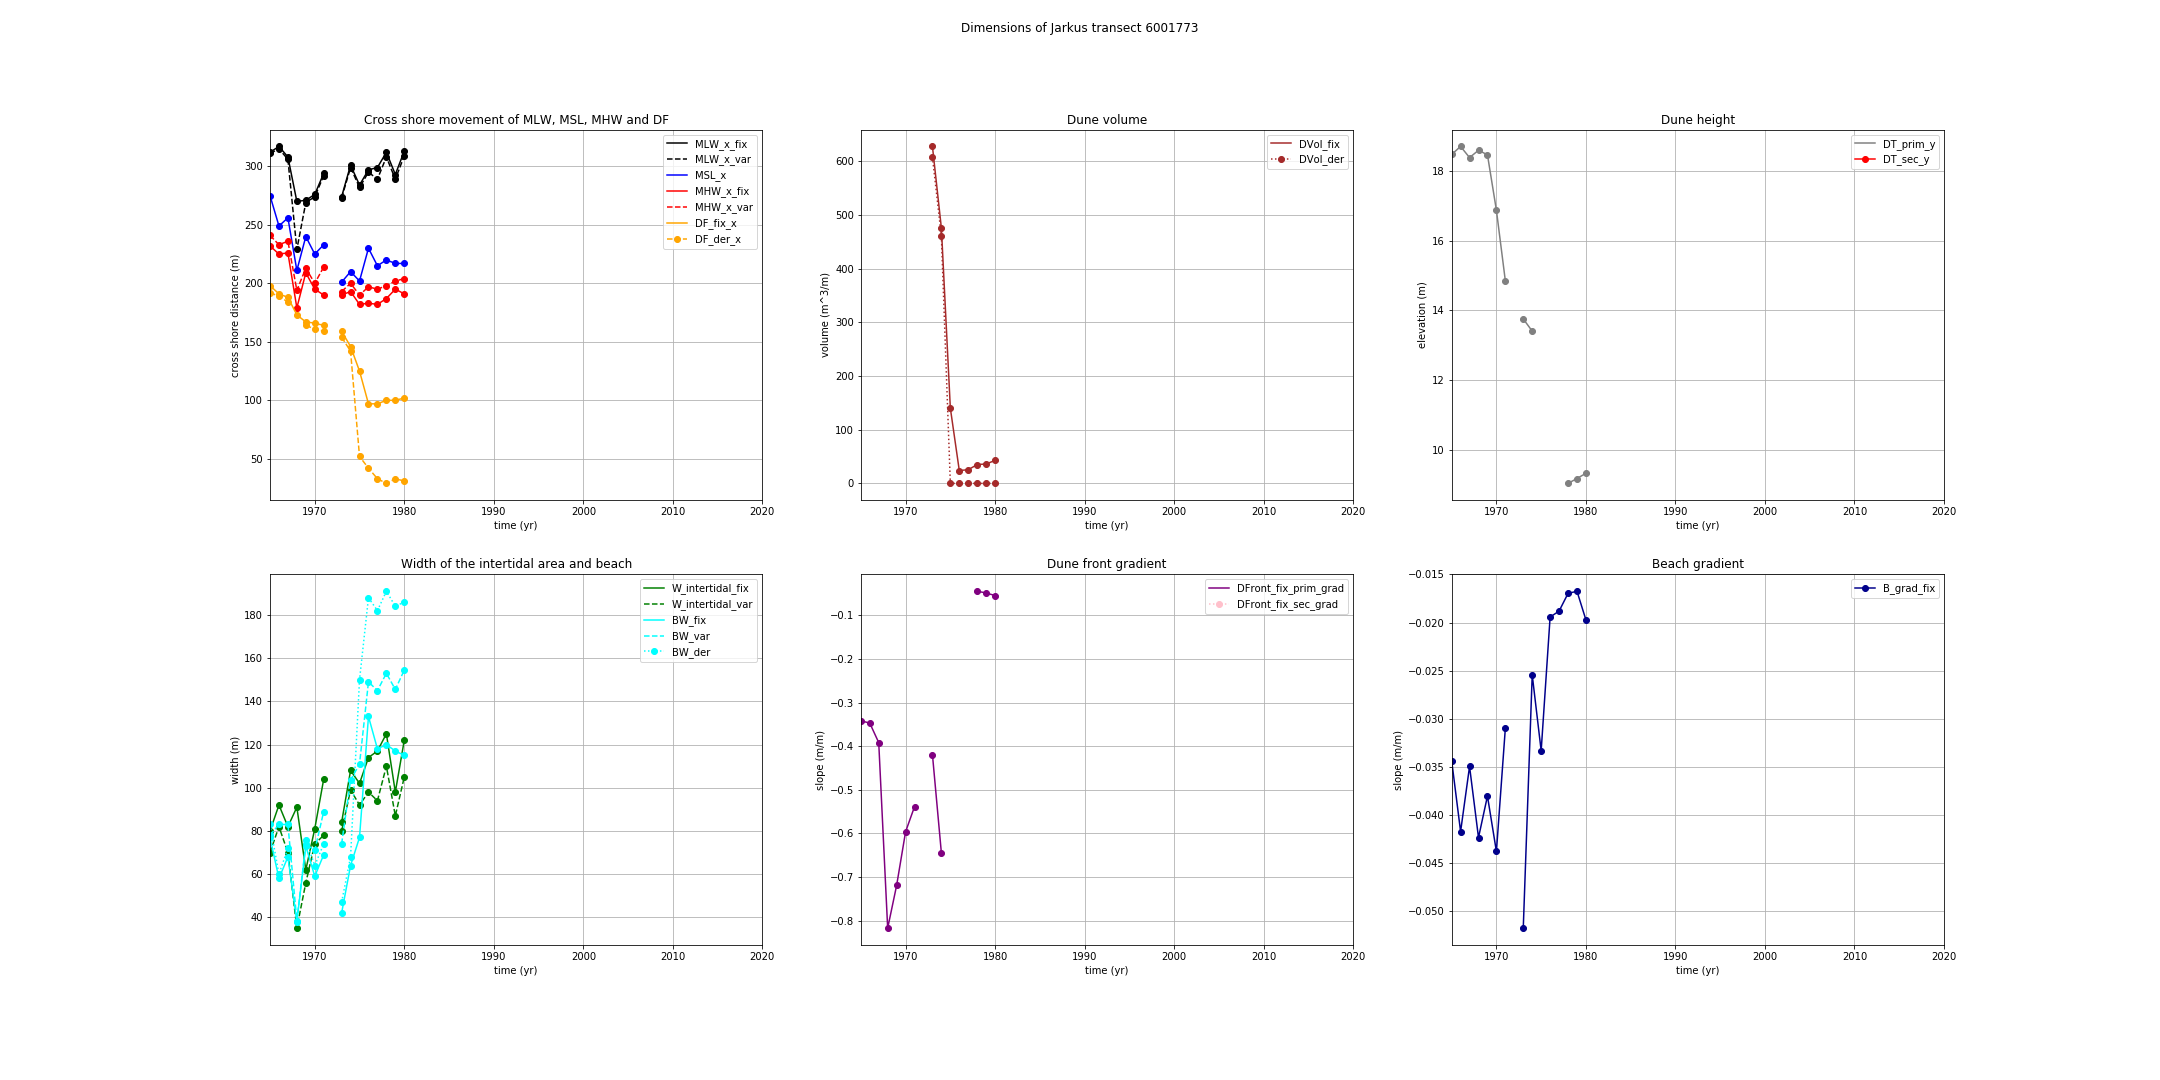 Dimensions of Jarkus transect 6001773
Cross shore movement of MLW, MSL, MHW and DF
cross shore distance (m)
300
250
200
150
100
50
MLW_x_fix
MLW_x_var
MSL_x
MHW_x_fix
MHW_x_var
DF_fix_x
DF_der_x
1970 1980 1990 2000 2010 2020
time (yr)
Dune volume
volume (m^3/m)
600
500
400
300
200
100
0
DVol_fix
DVol_der
1970 1980 1990 2000 2010 2020
time (yr)
Dune height
elevation (m)
18
16
14
12
10
DT_prim_y
DT_sec_y
1970 1980 1990 2000 2010 2020
time (yr)
Width of the intertidal area and beach
width (m)
180
160
140
120
100
80
60
40
W_intertidal_fix
W_intertidal_var
BW_fix
BW_var
BW_der
1970 1980 1990 2000 2010 2020
time (yr)
Dune front gradient
slope (m/m)
−0.1
−0.2
−0.3
−0.4
−0.5
−0.6
−0.7
−0.8
DFront_fix_prim_grad
DFront_fix_sec_grad
1970 1980 1990 2000 2010 2020
time (yr)
Beach gradient
slope (m/m)
−0.015
−0.020
−0.025
−0.030
−0.035
−0.040
−0.045
−0.050
B_grad_fix
1970 1980 1990 2000 2010 2020
time (yr)